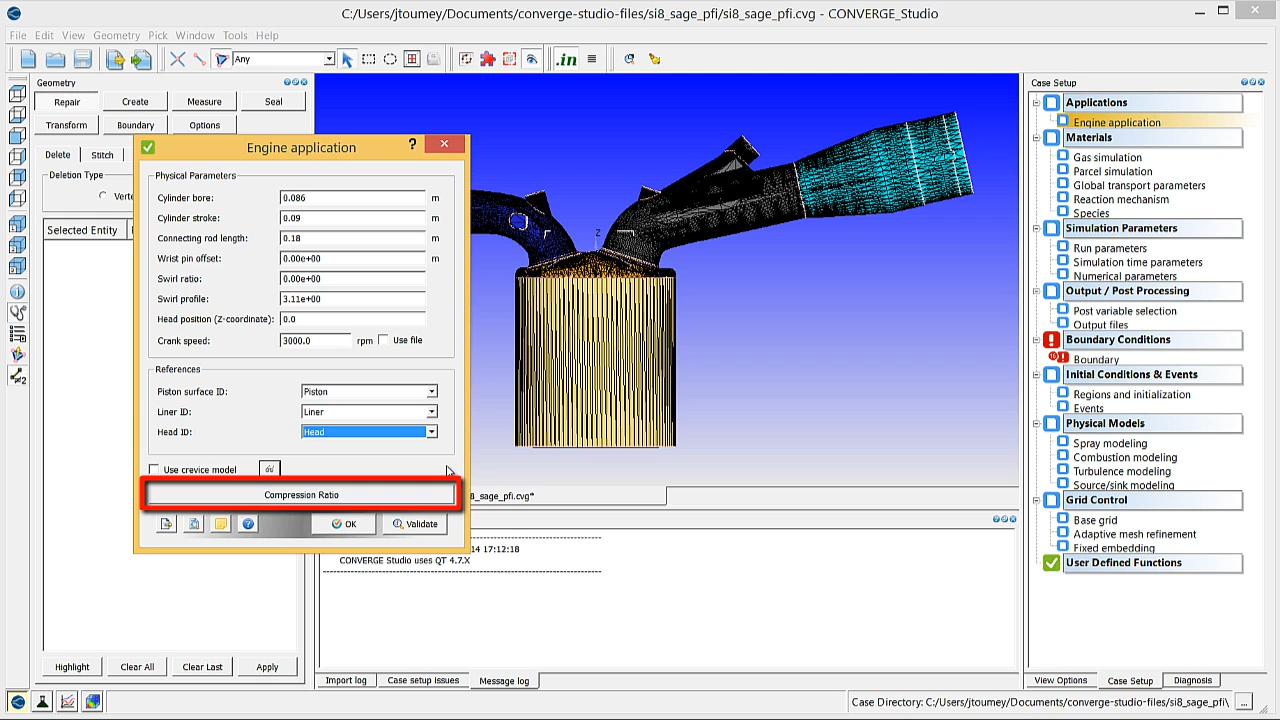 C:/Users/jtoumey/Documents/converge-studio-files/si8_sage_pfi/si8_sage_pfi.cvg - CONVERGE_Studio
File Edit View Geometry Pick Window Tools Help
Any
.in
Geometry
Repair Create Measure Seal
Transform Boundary Options
Delete Stitch
Deletion Type
Verte
Selected Entity
Engine application
?
Physical Parameters
Cylinder bore: 0.086 m
Cylinder stroke: 0.09 m
Connecting rod length: 0.18 m
Wrist pin offset: 0.00e+00 m
Swirl ratio: 0.00e+00
Swirl profile: 3.11e+00
Head position (Z-coordinate): 0.0
Crank speed: 3000.0 rpm Use file
References
Piston surface ID: Piston
Liner ID: Liner
Head ID: Head
Use crevice model
Compression Ratio
OK Validate
Highlight Clear All Clear Last Apply
Z
8_sage_pfi.cvg*
14 17:12:18
CONVERGE Studio uses QT 4.7.X
Import log Case setup issues Message log
Case Setup
Applications
Engine application
Materials
Gas simulation
Parcel simulation
Global transport parameters
Reaction mechanism
Species
Simulation Parameters
Run parameters
Simulation time parameters
Numerical parameters
Output / Post Processing
Post variable selection
Output files
Boundary Conditions
Boundary
Initial Conditions & Events
Regions and initialization
Events
Physical Models
Spray modeling
Combustion modeling
Turbulence modeling
Source/sink modeling
Grid Control
Base grid
Adaptive mesh refinement
Fixed embedding
User Defined Functions
View Options Case Setup Diagnosis
Case Directory: C:/Users/jtoumey/Documents/converge-studio-files/si8_sage_pfi\ ...